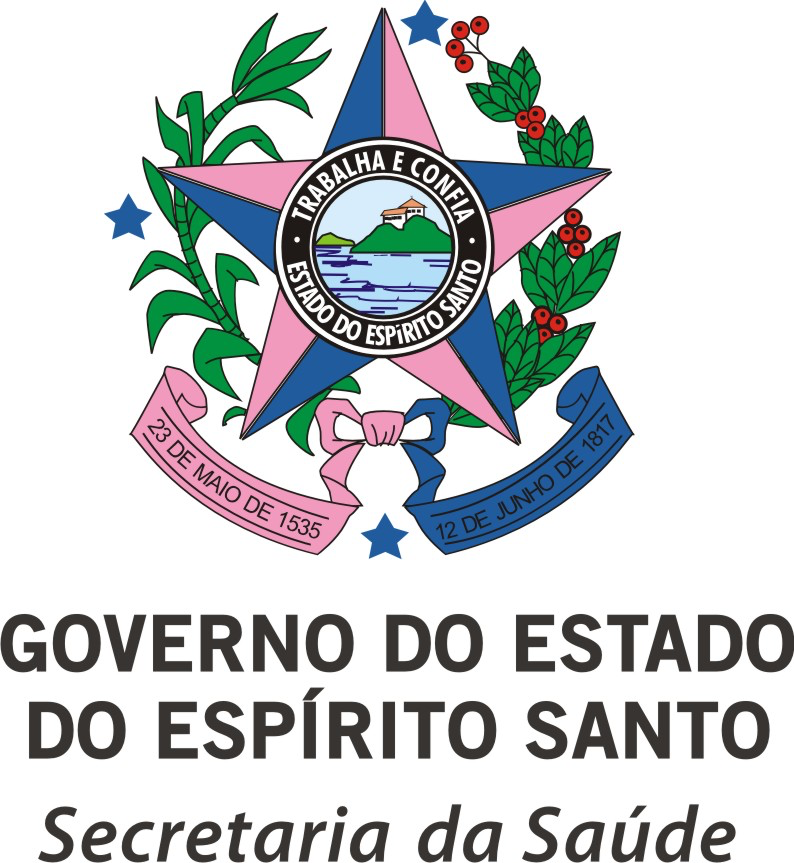 TRABALHA E CONFIA
ESTADO DO ESPÍRITO SANTO
23 DE MAIO DE 1535
12 DE JUNHO DE 1817
GOVERNO DO ESTADO
DO ESPÍRITO SANTO
Secretaria da Saúde